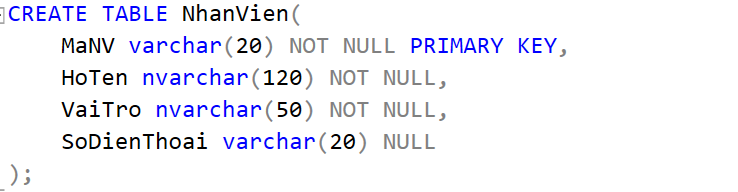 CREATE TABLE NhanVien(
MaNV varchar(20) NOT NULL PRIMARY KEY,
HoTen nvarchar(120) NOT NULL,
VaiTro nvarchar(50) NOT NULL,
SoDienThoai varchar(20) NULL
);